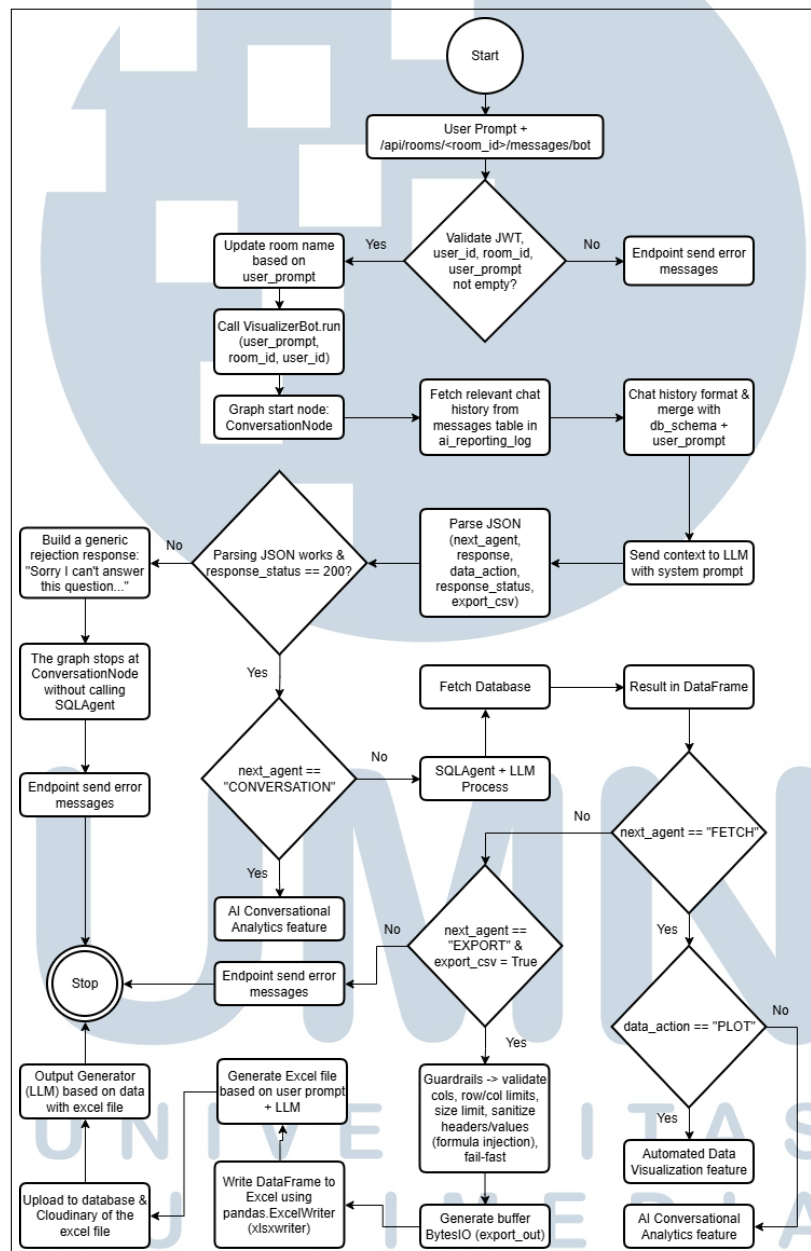 Start
User Prompt +
/api/rooms/<room_id>/messages/bot
Validate JWT,
user_id, room_id,
user_prompt
not empty?
Yes
No
Update room name
based on
user_prompt
Endpoint send error
messages
Call VisualizerBot.run
(user_prompt,
room_id, user_id)
Graph start node:
ConversationNode
Fetch relevant chat
history from
messages table in
ai_reporting_log
Chat history format &
merge with
db_schema +
user_prompt
Send context to LLM
with system prompt
Parse JSON
(next_agent,
response,
data_action,
response_status,
export_csv)
Parsing JSON works &
response_status == 200?
No
Yes
Build a generic
rejection response:
"Sorry I can't answer
this question..."
The graph stops at
ConversationNode
without calling
SQLAgent
Endpoint send error
messages
next_agent ==
"CONVERSATION"
No
Yes
AI Conversational
Analytics feature
SQLAgent + LLM
Process
Fetch Database
Result in DataFrame
next_agent == "FETCH"
No
Yes
next_agent ==
"EXPORT" &
export_csv = True
No
Yes
Endpoint send error
messages
Stop
data_action == "PLOT"
No
Yes
Automated Data
Visualization feature
AI Conversational
Analytics feature
Guardrails -> validate
cols, row/col limits,
size limit, sanitize
headers/values
(formula injection),
fail-fast
Generate buffer
BytesIO (export_out)
Write DataFrame to
Excel using
pandas.ExcelWriter
(xlsxwriter)
Generate Excel file
based on user prompt
+ LLM
Upload to database &
Cloudinary of the
excel file
Output Generator
(LLM) based on data
with excel file
UMN